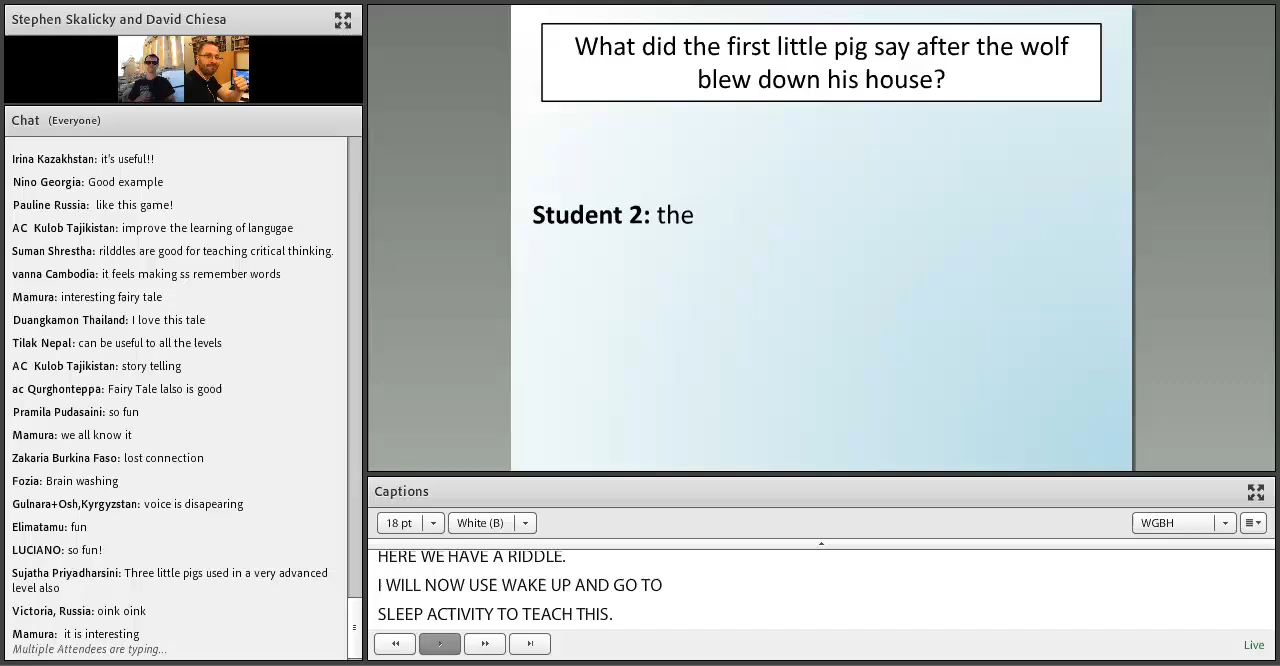 Stephen Skalicky and David Chiesa
Chat (Everyone)
Irina Kazakhstan: it's useful!!
Nino Georgia: Good example
Pauline Russia: like this game!
AC Kulob Tajikistan: improve the learning of langugae
Suman Shrestha: rilddles are good for teaching critical thinking.
vanna Cambodia: it feels making ss remember words
Mamura: interesting fairy tale
Duangkamon Thailand: I love this tale
Tilak Nepal: can be useful to all the levels
AC Kulob Tajikistan: story telling
ac Qurghonteppa: Fairy Tale lalso is good
Pramila Pudasaini: so fun
Mamura: we all know it
Zakaria Burkina Faso: lost connection
Fozia: Brain washing
Gulnara+Osh,Kyrgyzstan: voice is disapearing
Elimatamu: fun
LUCIANO: so fun!
Sujatha Priyadharsini: Three little pigs used in a very advanced
level also
Victoria, Russia: oink oink
Mamura: it is interesting
Multiple Attendees are typing...
What did the first little pig say after the wolf
blew down his house?
Student 2: the
Captions
18 pt
White (B)
WGBH
HERE WE HAVE A RIDDLE.
I WILL NOW USE WAKE UP AND GO TO
SLEEP ACTIVITY TO TEACH THIS.
Live